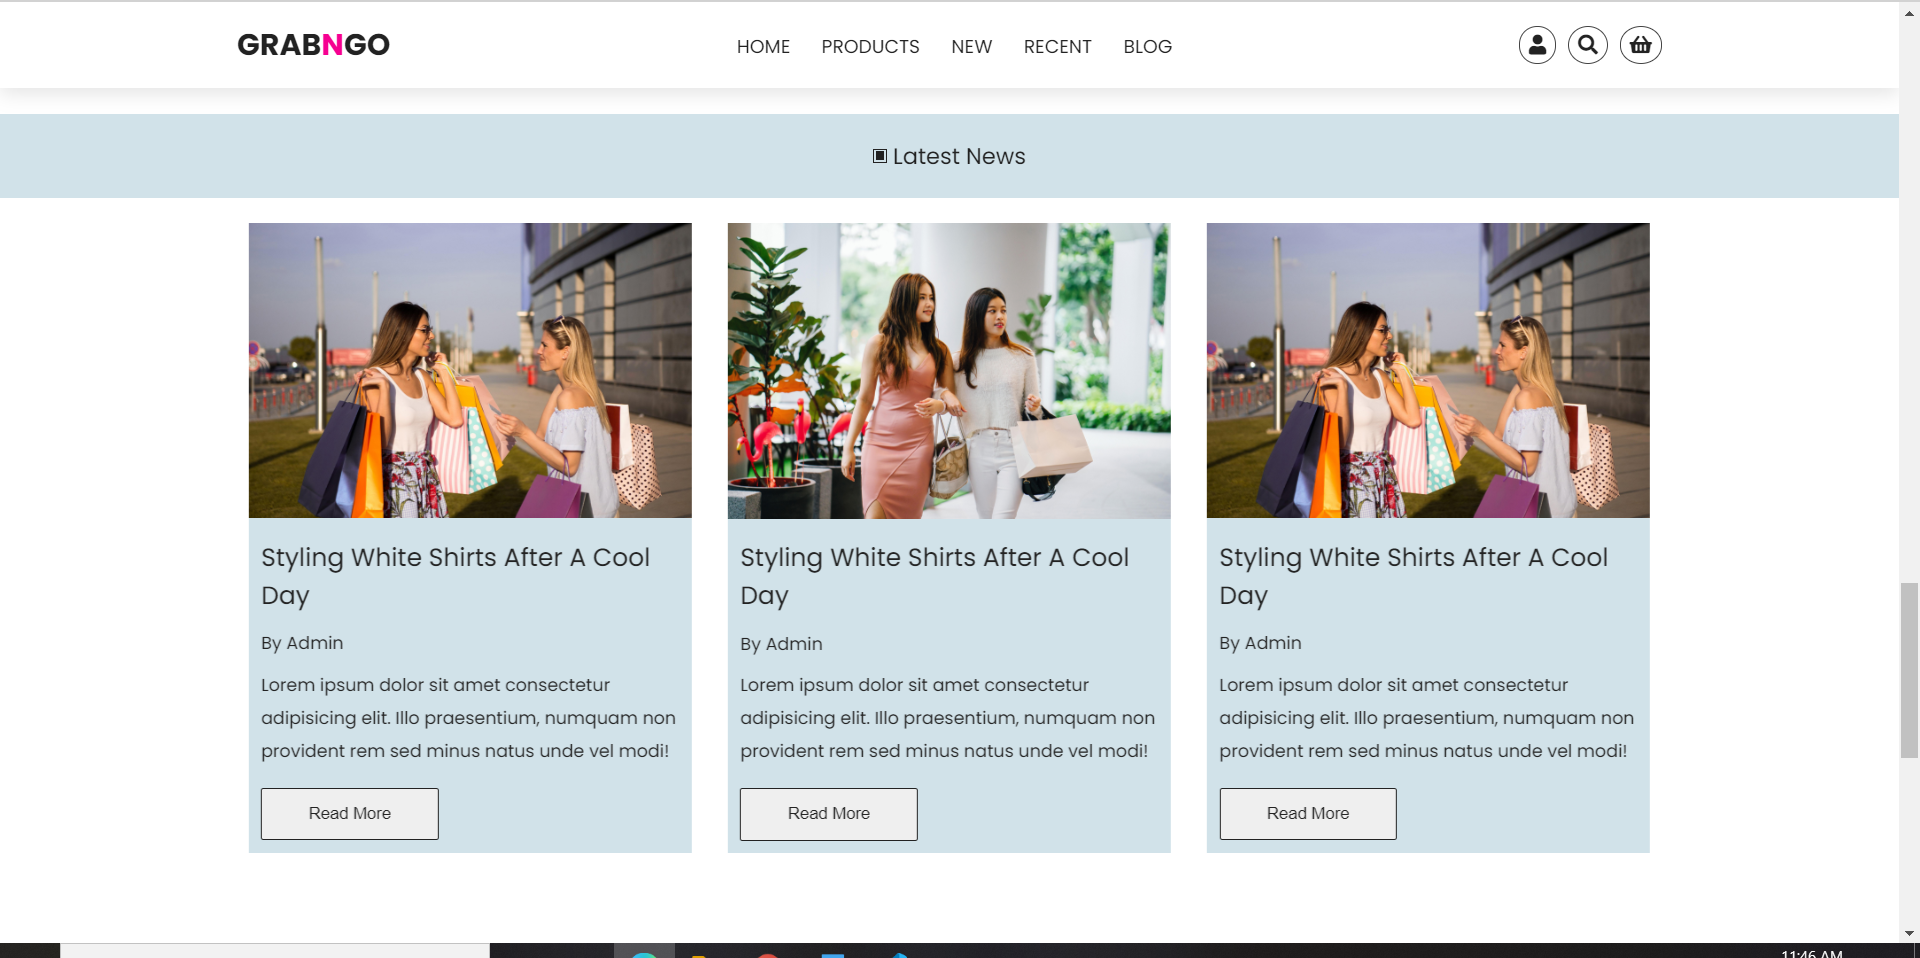 GRABNGO
HOME PRODUCTS NEW RECENT BLOG
Latest News
Styling White Shirts After A Cool
Day
By Admin
Lorem ipsum dolor sit amet consectetur
adipisicing elit. Illo praesentium, numquam non
provident rem sed minus natus unde vel modi!
Read More
Styling White Shirts After A Cool
Day
By Admin
Lorem ipsum dolor sit amet consectetur
adipisicing elit. Illo praesentium, numquam non
provident rem sed minus natus unde vel modi!
Read More
Styling White Shirts After A Cool
Day
By Admin
Lorem ipsum dolor sit amet consectetur
adipisicing elit. Illo praesentium, numquam non
provident rem sed minus natus unde vel modi!
Read More
11:46 AM